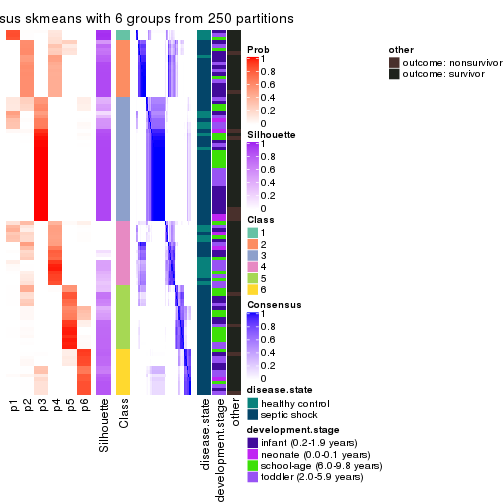 sus skmeans with 6 groups from 250 partitions
Prob
1
0.8
0.6
0.4
0.2
0
Silhouette
1
0.8
0.6
0.4
0.2
0
Class
1
2
3
4
5
6
Consensus
1
0.8
0.6
0.4
0.2
0
disease.state
healthy control
septic shock
development.stage
infant (0.2-1.9 years)
neonate (0.0-0.1 years)
school-age (6.0-9.8 years)
toddler (2.0-5.9 years)
other
outcome: nonsurvivor
outcome: survivor
p1
p2
p3
p4
p5
p6
Silhouette
Class
disease.state
development.stage
other